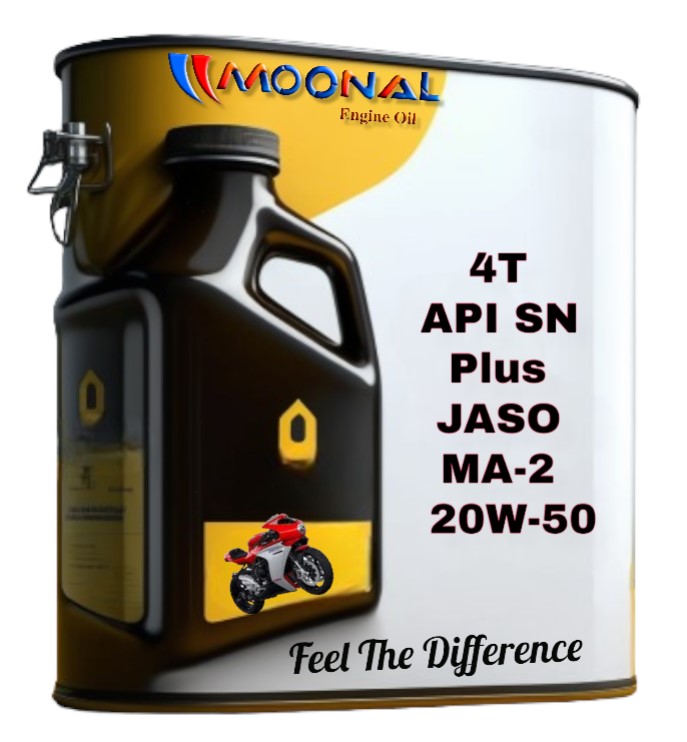 MOONAL
Engine Oil
4T
API SN
Plus
JASO
MA-2
20W-50
Feel The Difference